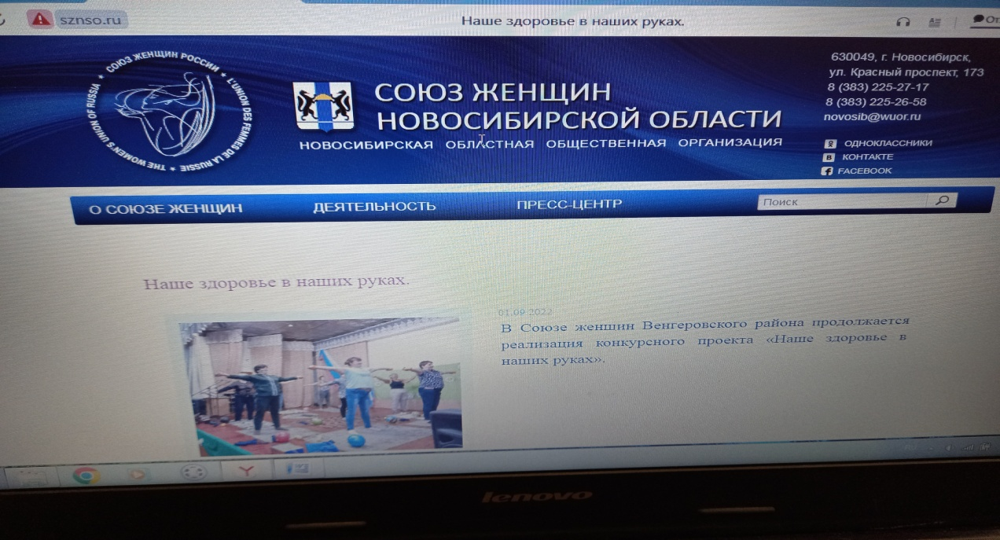 sznso.ru
Наше здоровье в наших руках.
СОЮЗ ЖЕНЩИН РОССИИ ★ L'UNION DES FEMMES DE LA RUSSIE ★ THE WOMEN'S UNION OF RUSSIA ★
СОЮЗ ЖЕНЩИН
НОВОСИБИРСКОЙ ОБЛАСТИ
НОВОСИБИРСКАЯ ОБЛАСТНАЯ ОБЩЕСТВЕННАЯ ОРГАНИЗАЦИЯ
630049, г. Новосибирск,
ул. Красный проспект, 173
8 (383) 225-27-17
8 (383) 225-26-58
novosib@wuor.ru
ОДНОКЛАССНИКИ
В КОНТАКТЕ
f FACEBOOK
О СОЮЗЕ ЖЕНЩИН ДЕЯТЕЛЬНОСТЬ ПРЕСС-ЦЕНТР Поиск
Наше здоровье в наших руках.
01.09.2022
В Союзе женщин Венгеровского района продолжается
реализация конкурсного проекта «Наше здоровье в
наших руках».
lenovo